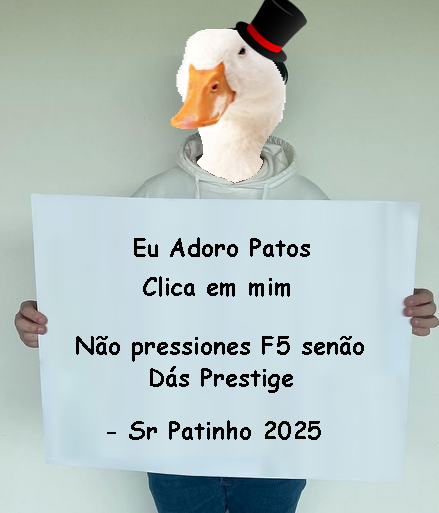 Eu Adoro Patos
Clica em mim
Não pressiones F5 senão
Dás Prestige
- Sr Patinho 2025